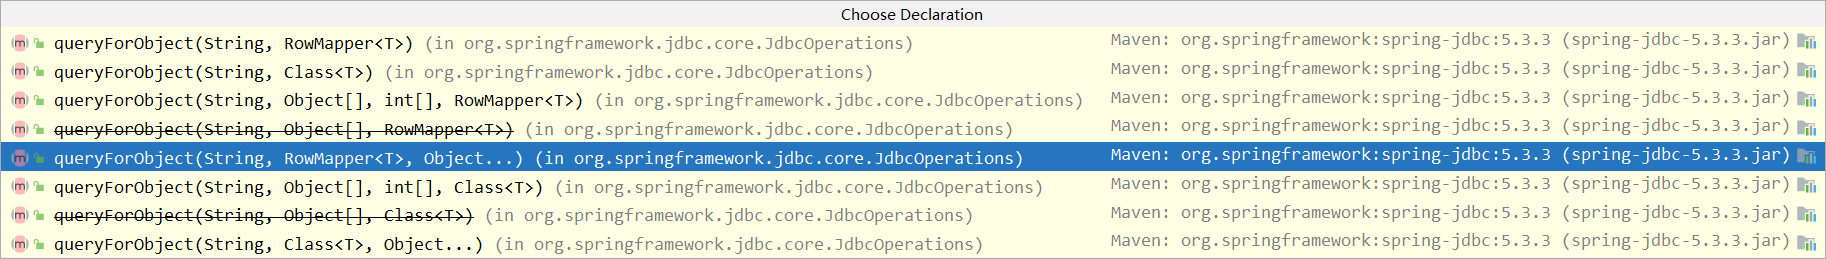 Choose Declaration
queryForObject(String, RowMapper<T>) (in org.springframework.jdbc.core.JdbcOperations) Maven: org.springframework:spring-jdbc:5.3.3 (spring-jdbc-5.3.3.jar)
queryForObject(String, Class<T>) (in org.springframework.jdbc.core.JdbcOperations) Maven: org.springframework:spring-jdbc:5.3.3 (spring-jdbc-5.3.3.jar)
queryForObject(String, Object[], int[], RowMapper<T>) (in org.springframework.jdbc.core.JdbcOperations) Maven: org.springframework:spring-jdbc:5.3.3 (spring-jdbc-5.3.3.jar)
queryForObject(String, Object[], RowMapper<T>) (in org.springframework.jdbc.core.JdbcOperations) Maven: org.springframework:spring-jdbc:5.3.3 (spring-jdbc-5.3.3.jar)
queryForObject(String, RowMapper<T>, Object...) (in org.springframework.jdbc.core.JdbcOperations) Maven: org.springframework:spring-jdbc:5.3.3 (spring-jdbc-5.3.3.jar)
queryForObject(String, Object[], int[], Class<T>) (in org.springframework.jdbc.core.JdbcOperations) Maven: org.springframework:spring-jdbc:5.3.3 (spring-jdbc-5.3.3.jar)
queryForObject(String, Object[], Class<T>) (in org.springframework.jdbc.core.JdbcOperations) Maven: org.springframework:spring-jdbc:5.3.3 (spring-jdbc-5.3.3.jar)
queryForObject(String, Class<T>, Object...) (in org.springframework.jdbc.core.JdbcOperations) Maven: org.springframework:spring-jdbc:5.3.3 (spring-jdbc-5.3.3.jar)